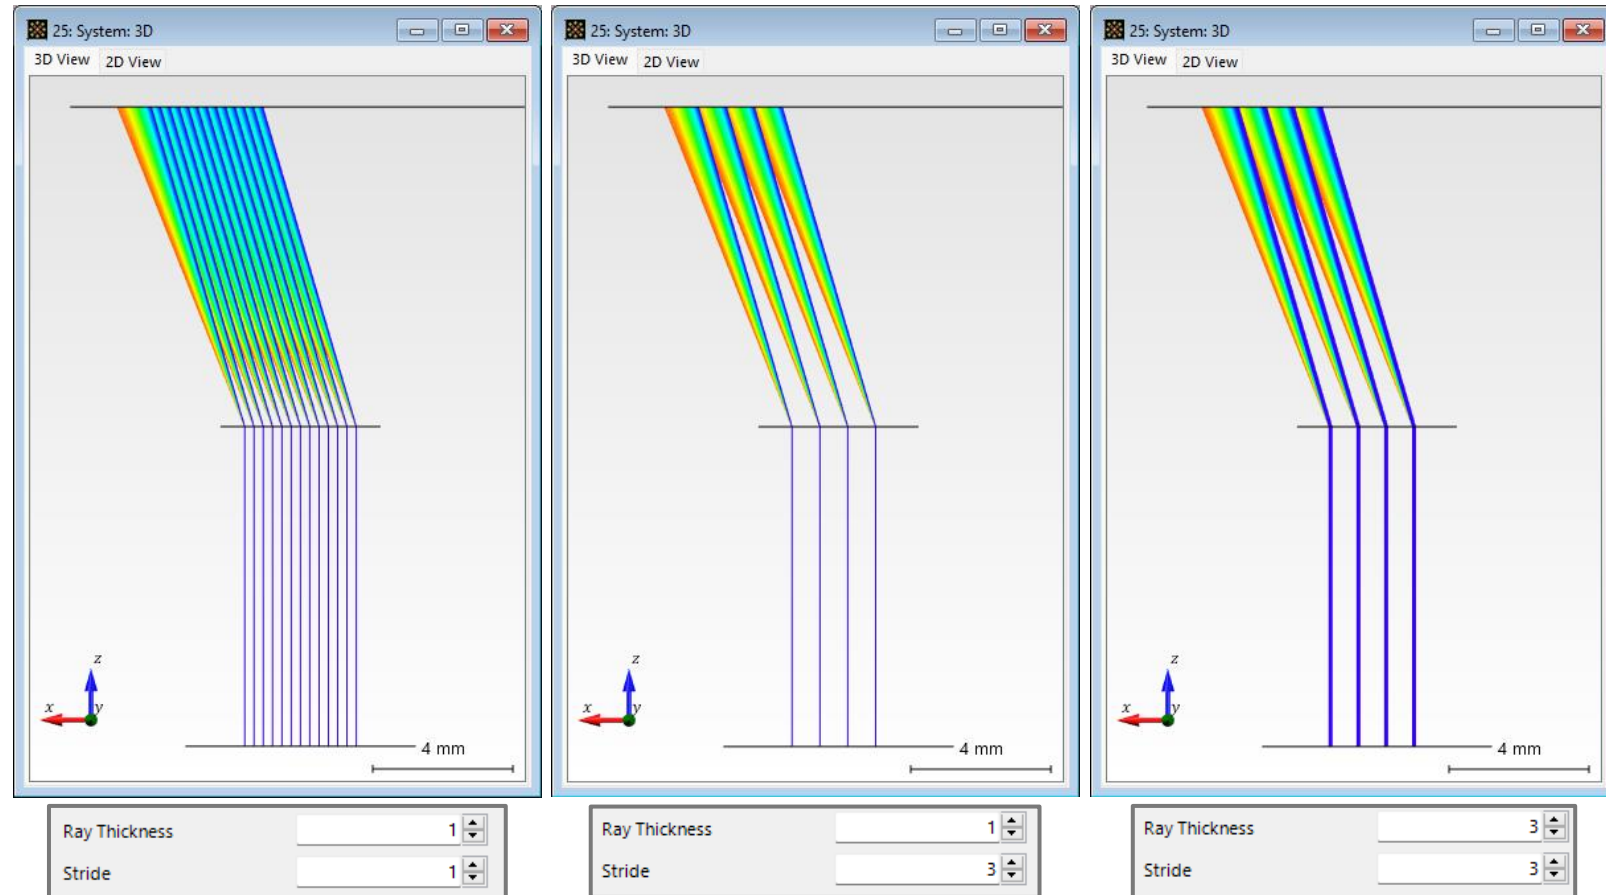 25: System: 3D
3D View 2D View
z
x y
4 mm
Ray Thickness 1
Stride 1
25: System: 3D
3D View 2D View
z
x y
4 mm
Ray Thickness 1
Stride 3
25: System: 3D
3D View 2D View
z
x y
4 mm
Ray Thickness 3
Stride 3